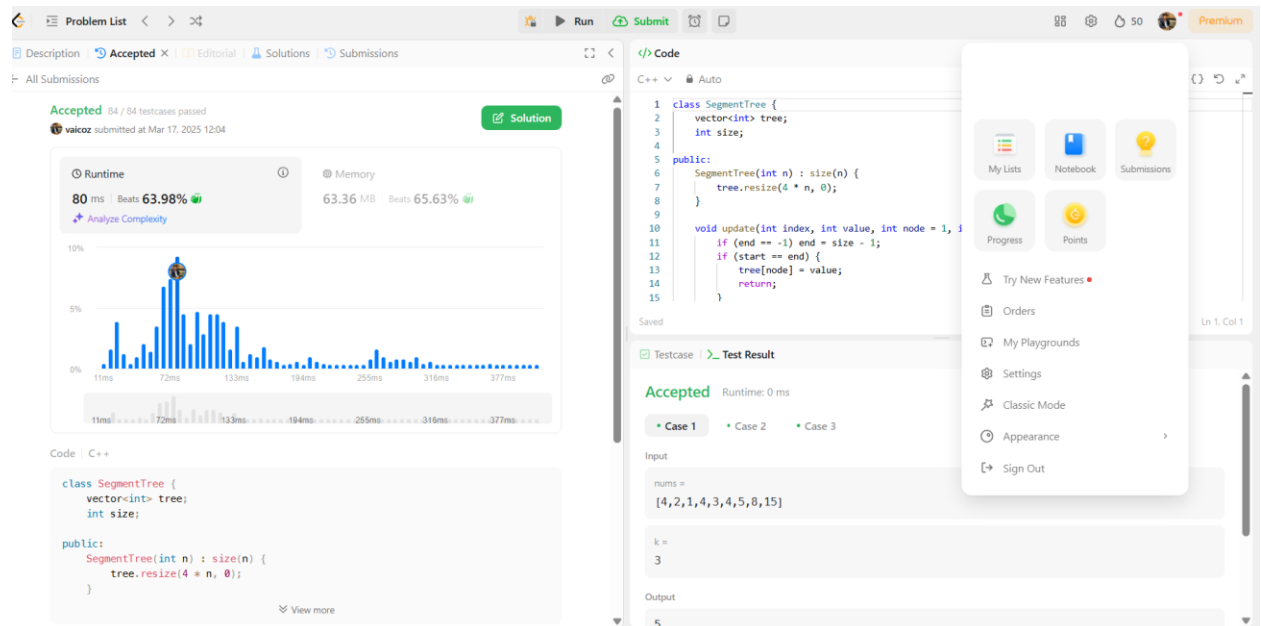 Problem List
Run
Submit
50
Premium
Description
Accepted
Editorial
Solutions
Submissions
All Submissions
Accepted 84 / 84 testcases passed
vaicoz submitted at Mar 17, 2025 12:04
Solution
Runtime
80 ms Beats 63.98%
Analyze Complexity
Memory
63.36 MB Beats 65.63%
10%
5%
0%
11ms 72ms 133ms 194ms 255ms 316ms 377ms
11ms 72ms 133ms 194ms 255ms 316ms 377ms
Code C++
class SegmentTree {
vector<int> tree;
int size;
public:
SegmentTree(int n) : size(n) {
tree.resize(4 * n, 0);
}
View more
</> Code
C++ Auto
1 class SegmentTree {
2 vector<int> tree;
3 int size;
4
5 public:
6 SegmentTree(int n) : size(n) {
7 tree.resize(4 * n, 0);
8 }
9
10 void update(int index, int value, int node = 1, i
11 if (end == -1) end = size - 1;
12 if (start == end) {
13 tree[node] = value;
14 return;
15 }
Saved
Ln 1, Col 1
Testcase >_ Test Result
Accepted Runtime: 0 ms
• Case 1 • Case 2 • Case 3
Input
nums =
[4,2,1,4,3,4,5,8,15]
k =
3
Output
5
My Lists
Notebook
Submissions
Progress
Points
Try New Features
Orders
My Playgrounds
Settings
Classic Mode
Appearance
Sign Out